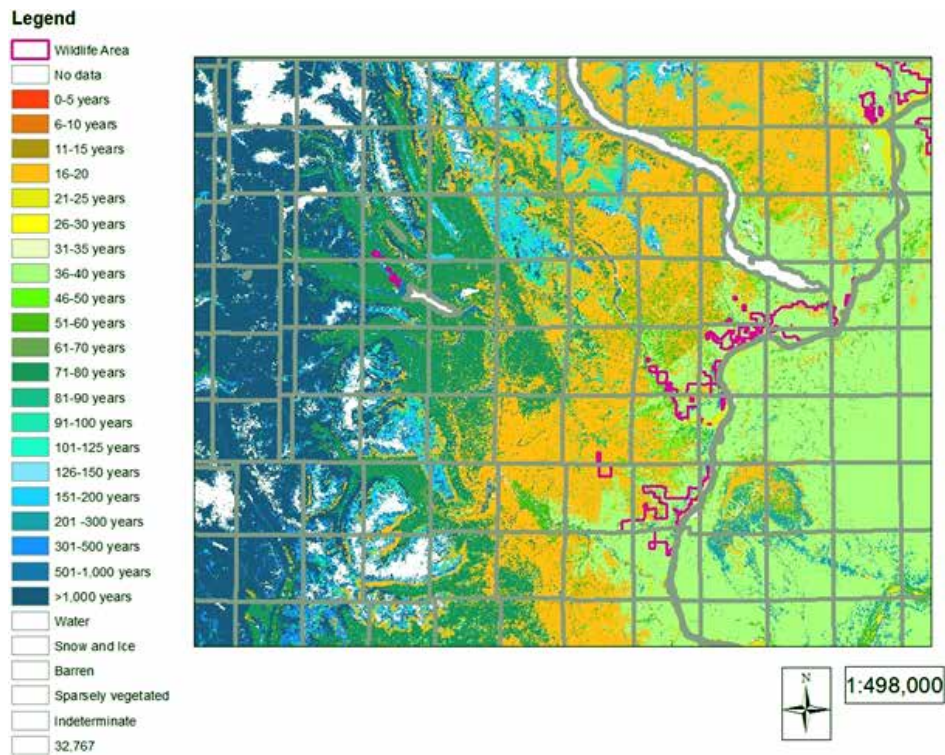 Legend
Wildlife Area
No data
0-5 years
6-10 years
11-15 years
16-20
21-25 years
26-30 years
31-35 years
36-40 years
46-50 years
51-60 years
61-70 years
71-80 years
81-90 years
91-100 years
101-125 years
126-150 years
151-200 years
201 -300 years
301-500 years
501-1,000 years
>1,000 years
Water
Snow and Ice
Barren
Sparsely vegetated
Indeterminate
32,767
N
1:498,000